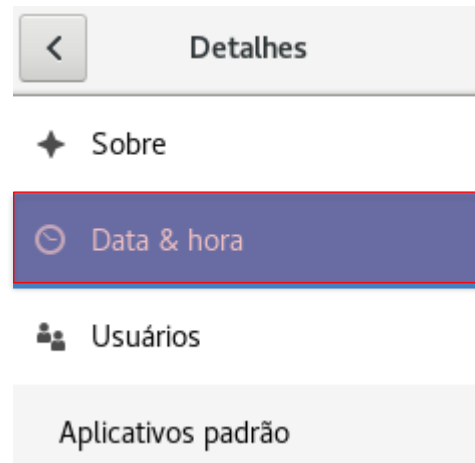 Detalhes
Sobre
Data & hora
Usuários
Aplicativos padrão